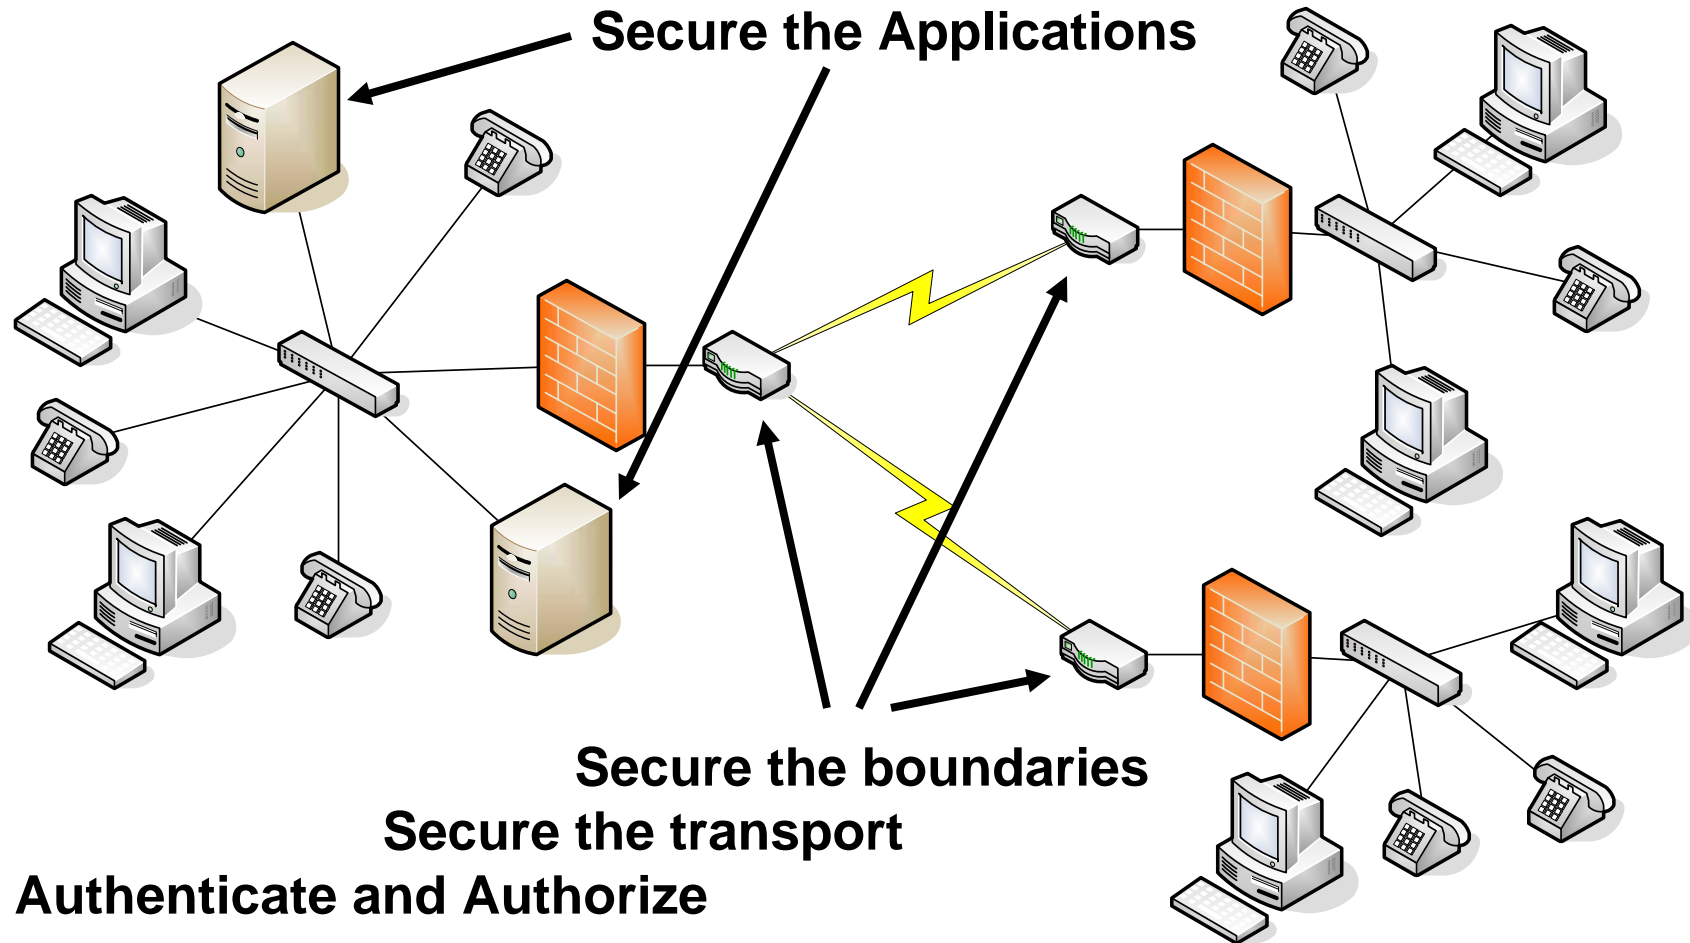 Secure the Applications
Secure the boundaries
Secure the transport
Authenticate and Authorize